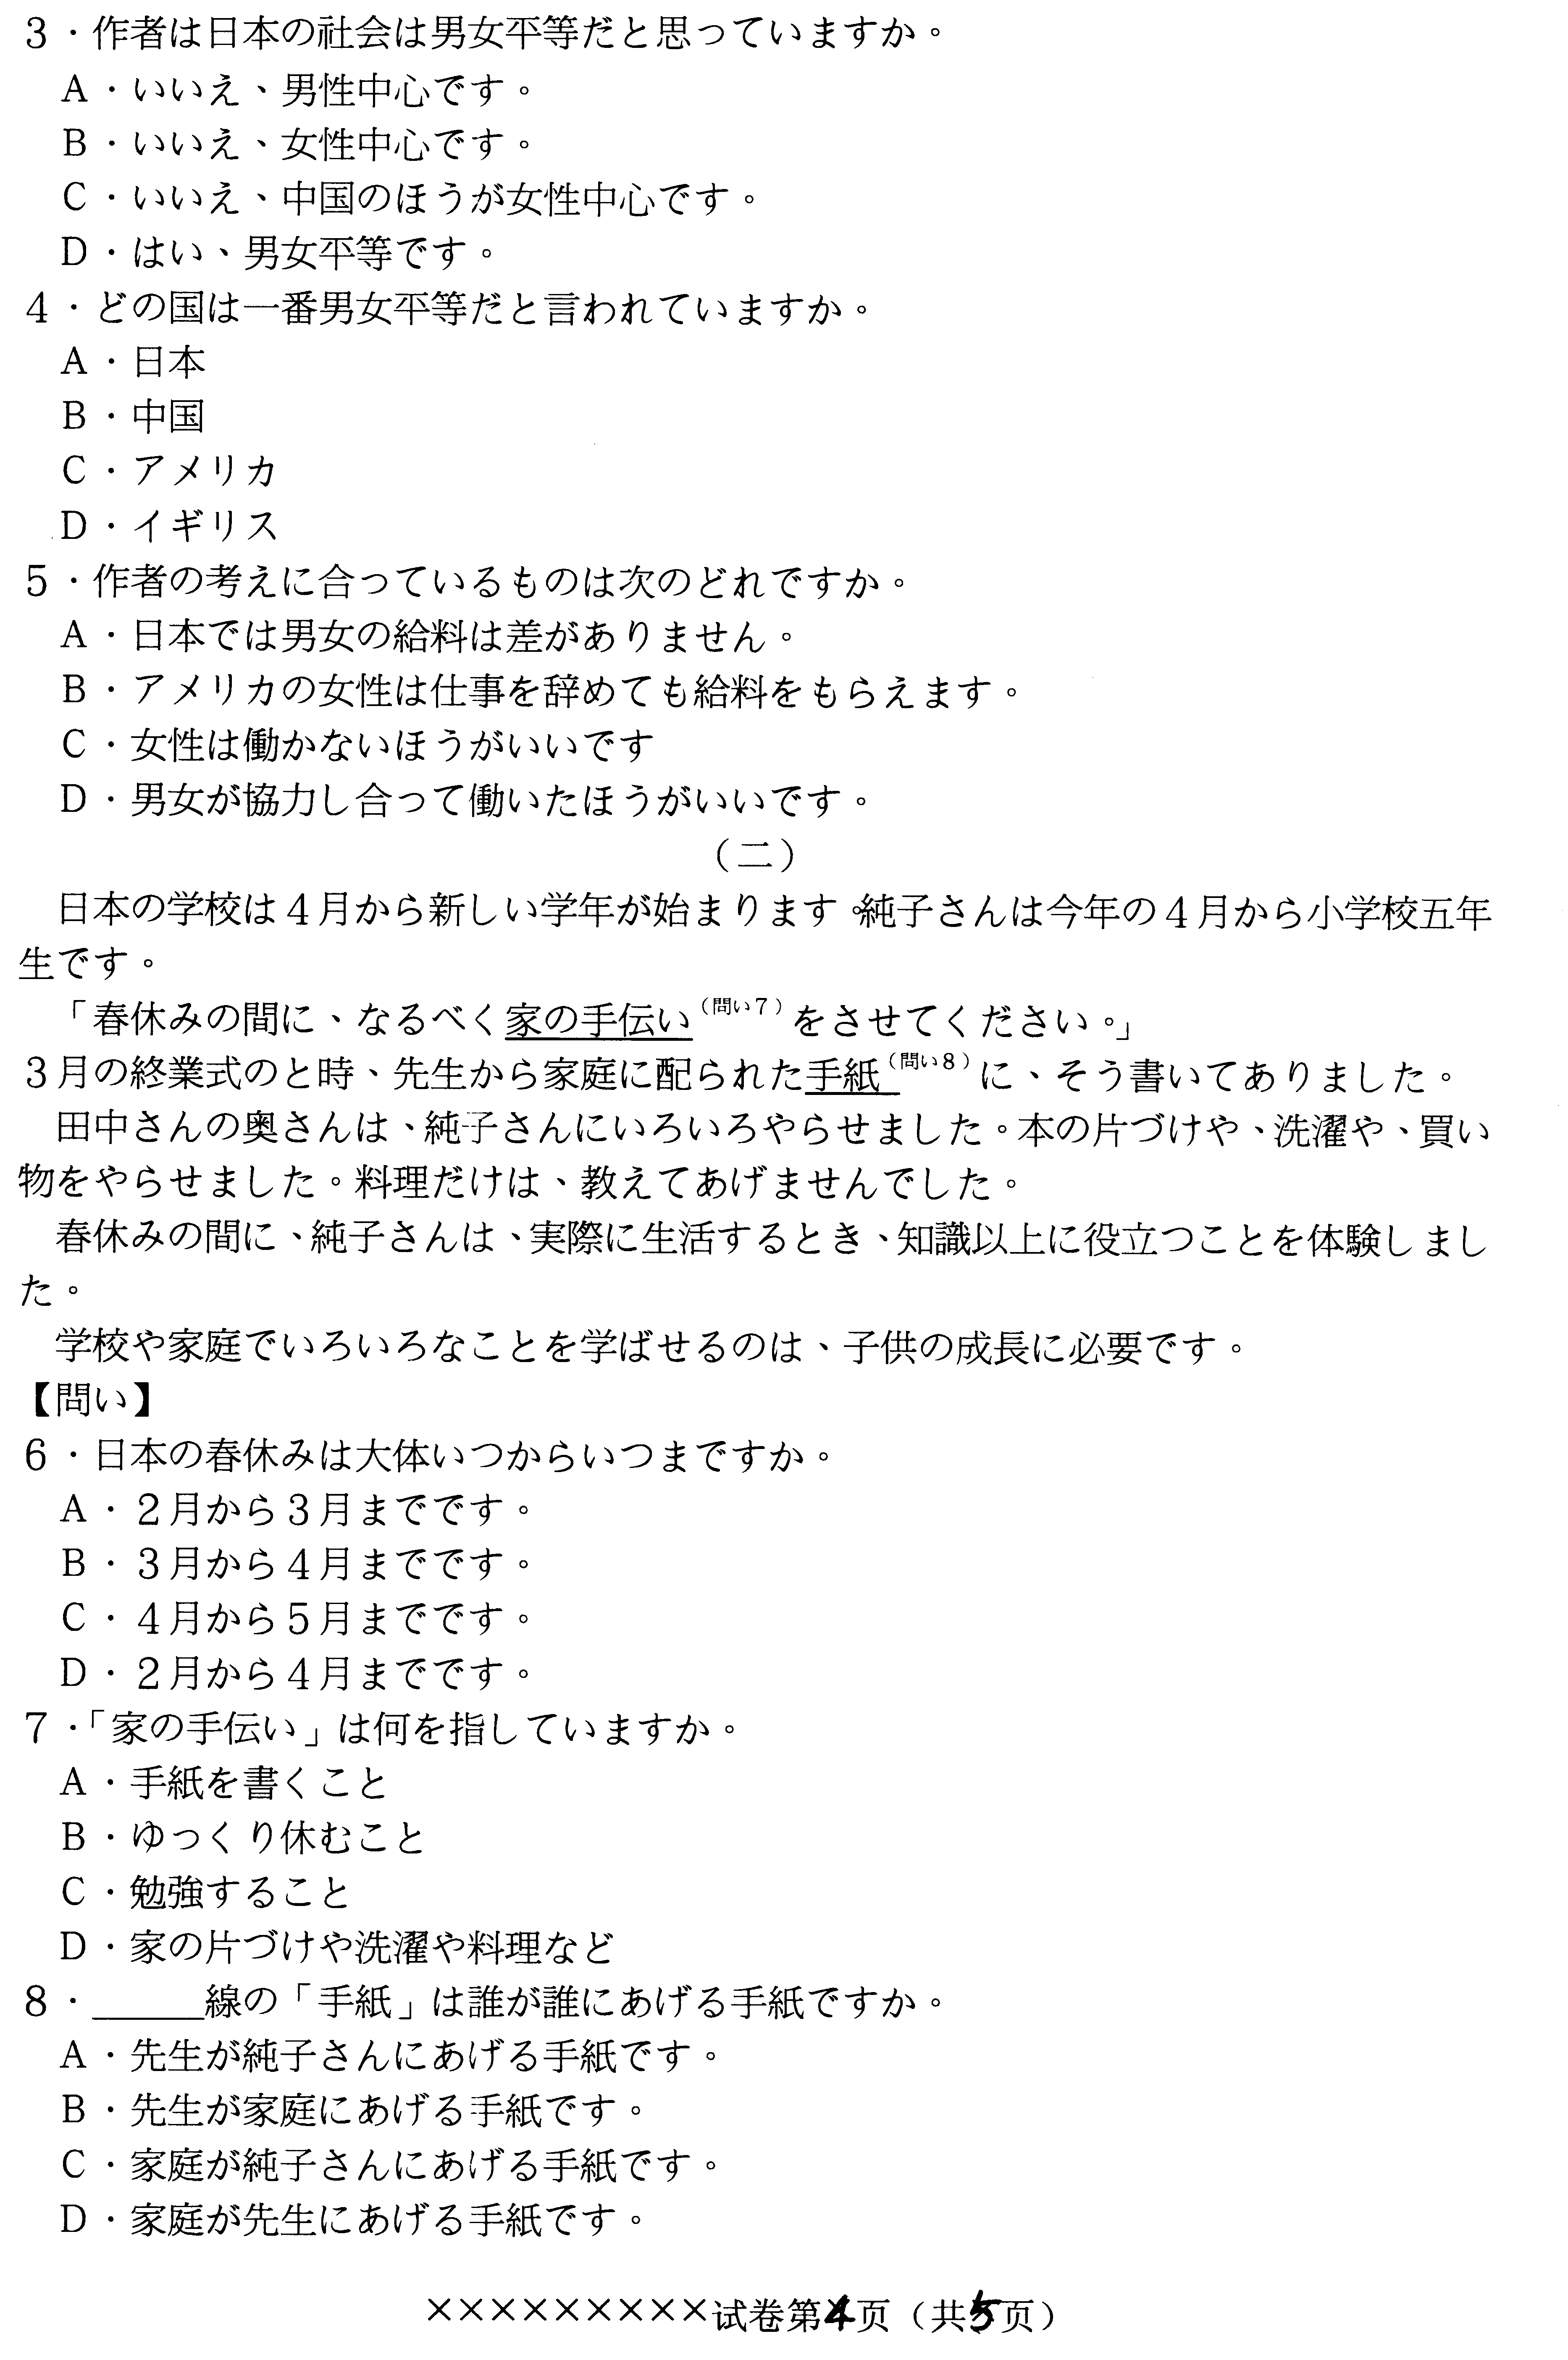 3・作者は日本の社会は男女平等だと思っていますか。
A・いいえ、男性中心です。
B・いいえ、女性中心です。
C・いいえ、中国のほうが女性中心です。
D・はい、男女平等です。
4・どの国は一番男女平等だと言われていますか。
A・日本
B・中国
C・アメリカ
D・イギリス
5・作者の考えに合っているものは次のどれですか。
A・日本では男女の給料は差がありません。
B・アメリカの女性は仕事を辞めても給料をもらえます。
C・女性は働かないほうがいいです
D・男女が協力し合って働いたほうがいいです。
(二)
日本の学校は4月から新しい学年が始まります。純子さんは今年の4月から小学校五年
生です。
「春休みの間に、なるべく家の手伝い(問い7)をさせてください。」
3月の終業式のと時、先生から家庭に配られた手紙(問い8)に、そう書いてありました。
田中さんの奥さんは、純子さんにいろいろやらせました。本の片づけや、洗濯や、買い
物をやらせました。料理だけは、教えてあげませんでした。
春休みの間に、純子さんは、実際に生活するとき、知識以上に役立つことを体験しまし
た。
学校や家庭でいろいろなことを学ばせるのは、子供の成長に必要です。
【問い】
6・日本の春休みは大体いつからいつまですか。
A・2月から3月までです。
B・3月から4月までです。
C・4月から5月までです。
D・2月から4月までです。
7・「家の手伝い」は何を指していますか。
A・手紙を書くこと
B・ゆっくり休むこと
C・勉強すること
D・家の片づけや洗濯や料理など
8・______線の「手紙」は誰が誰にあげる手紙ですか。
A・先生が純子さんにあげる手紙です。
B・先生が家庭にあげる手紙です。
C・家庭が純子さんにあげる手紙です。
D・家庭が先生にあげる手紙です。
×××××××××试卷第4页(共5页)